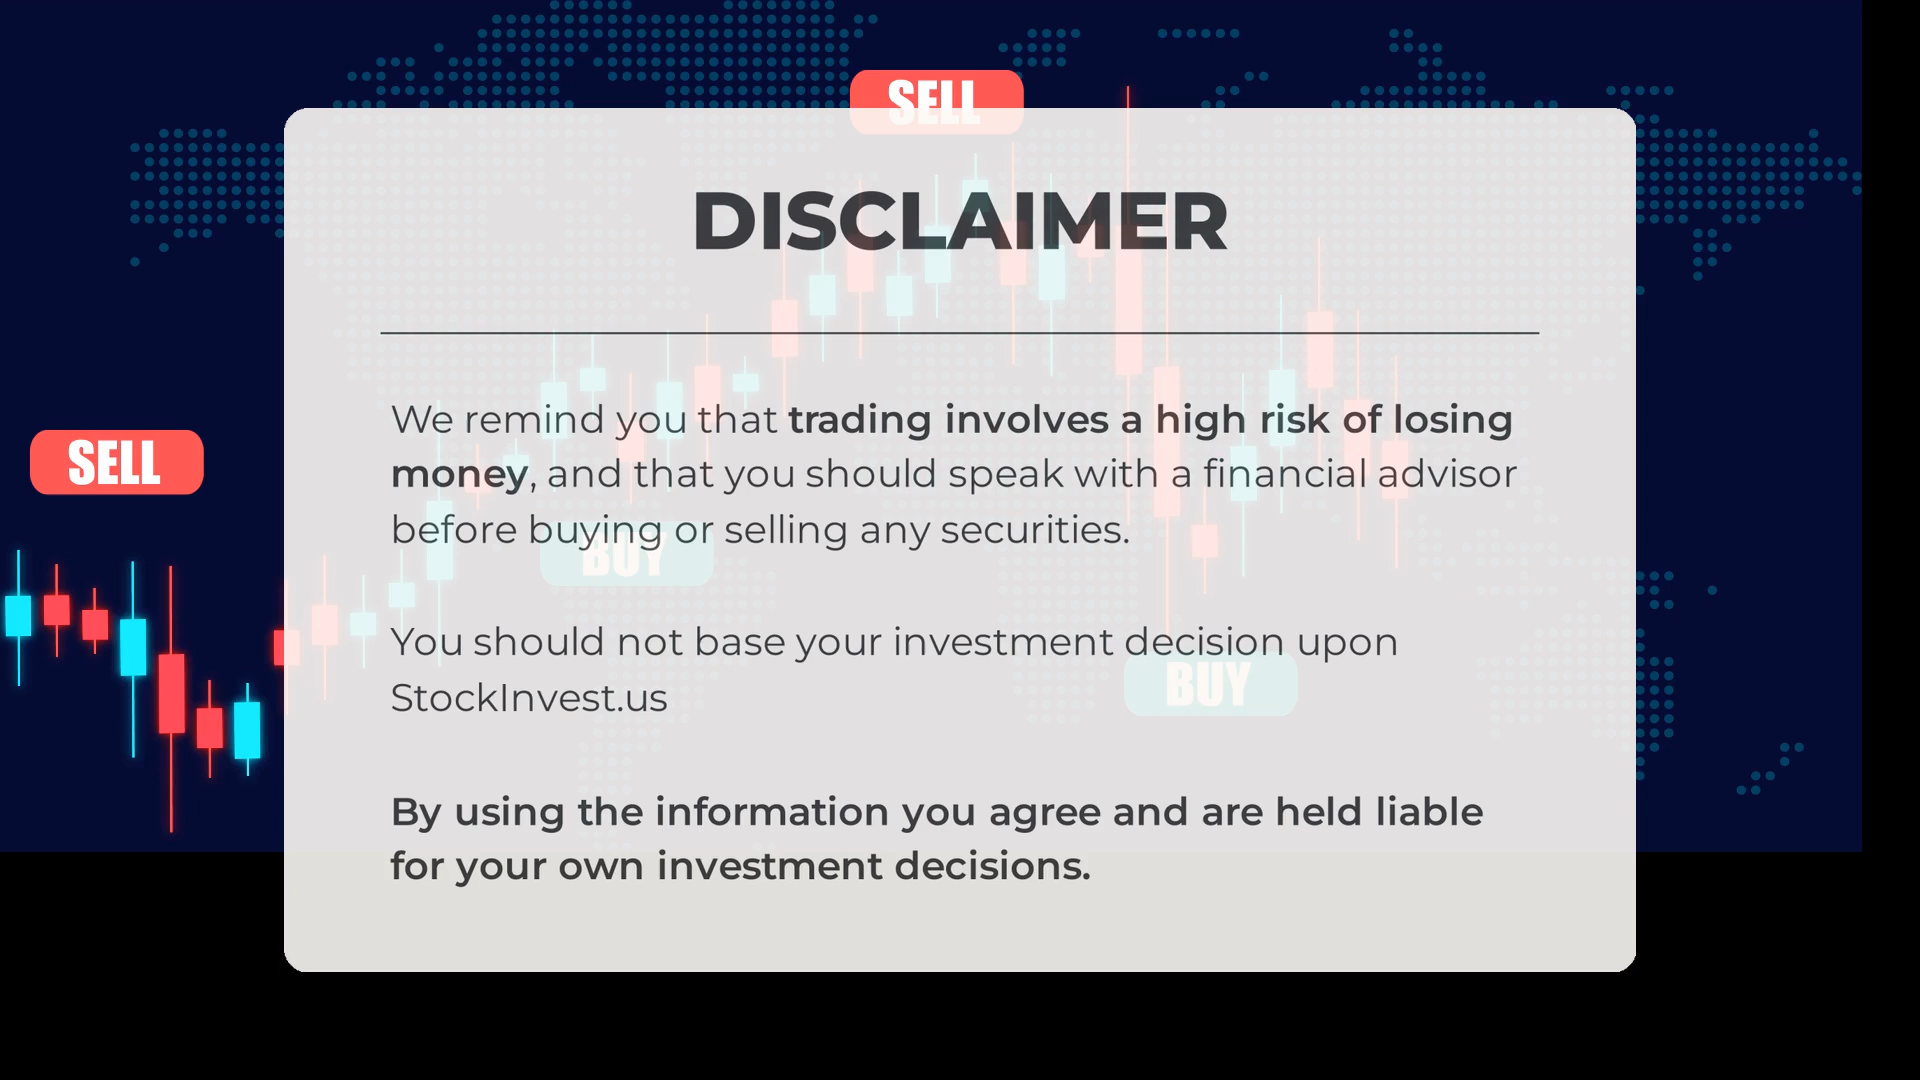 SELL
DISCLAIMER
We remind you that trading involves a high risk of losing
money, and that you should speak with a financial advisor
SELL
before buying or selling any securities.
BUY
You should not base your investment decision upon
BUY
StockInvest.us
By using the information you agree and are held liable
for your own investment decisions.